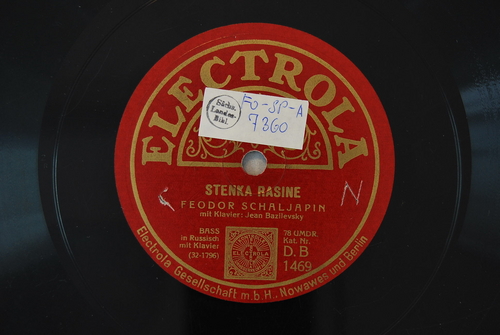 ELECTROLA
Sächs.
Landes-
Bibl.
FO-SP-A
7360
STENKA RASINE
FEODOR SCHALJAPIN
mit Klavier: Jean Bazilevsky
N
BASS
in Russisch
mit Klavier
(32-1796)
78 UMDR.
Kat. Nr.
D.B
1469
Electrola Gesellschaft m.b.H. Nowawes und Berlin